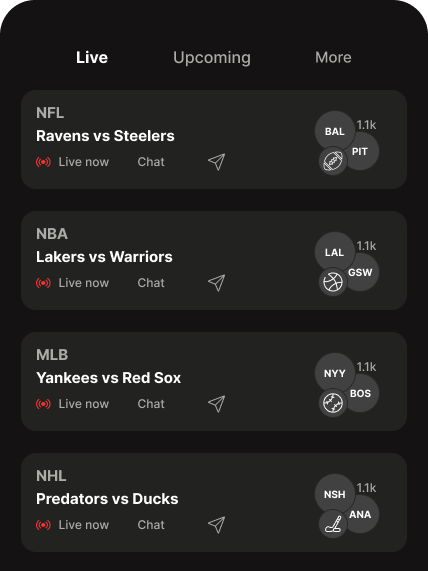 Live Upcoming More
NFL
Ravens vs Steelers
Live now Chat
BAL 1.1k
PIT
NBA
Lakers vs Warriors
Live now Chat
LAL 1.1k
GSW
MLB
Yankees vs Red Sox
Live now Chat
NYY 1.1k
BOS
NHL
Predators vs Ducks
Live now Chat
NSH 1.1k
ANA